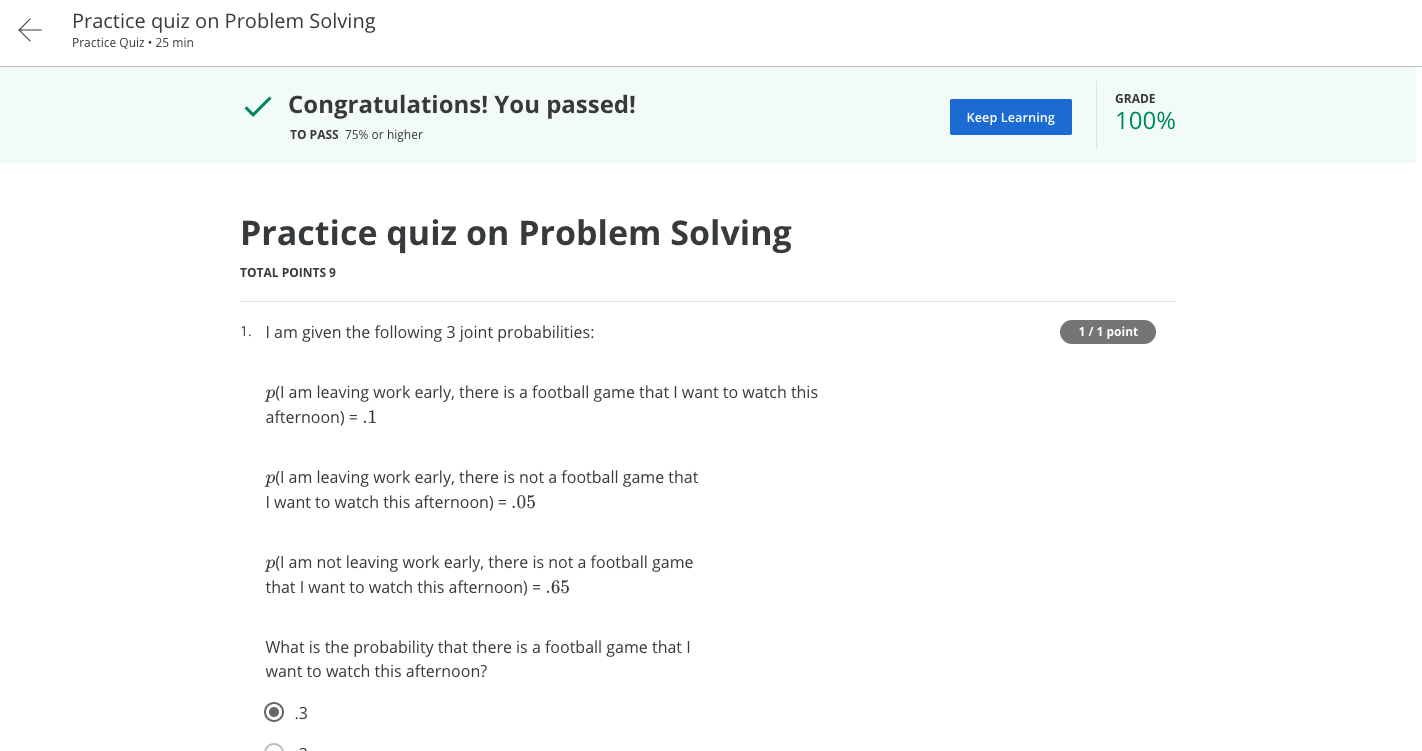 Practice quiz on Problem Solving
Practice Quiz • 25 min
Congratulations! You passed!
TO PASS 75% or higher
Keep Learning
GRADE
100%
Practice quiz on Problem Solving
TOTAL POINTS 9
1. I am given the following 3 joint probabilities:
1 / 1 point
p(I am leaving work early, there is a football game that I want to watch this
afternoon) = .1
p(I am leaving work early, there is not a football game that
I want to watch this afternoon) = .05
p(I am not leaving work early, there is not a football game
that I want to watch this afternoon) = .65
What is the probability that there is a football game that I
want to watch this afternoon?
.3